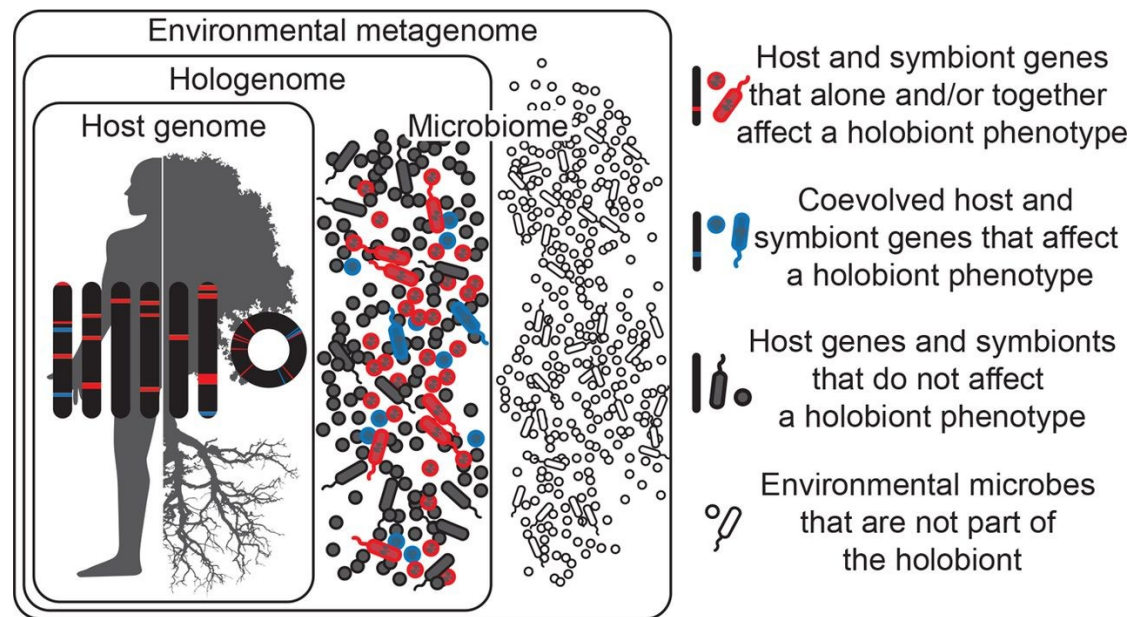 Environmental metagenome
Hologenome
Host genome
Microbiome
Host and symbiont genes
that alone and/or together
affect a holobiont phenotype
Coevolved host and
symbiont genes that affect
a holobiont phenotype
Host genes and symbionts
that do not affect
a holobiont phenotype
Environmental microbes
that are not part of
the holobiont